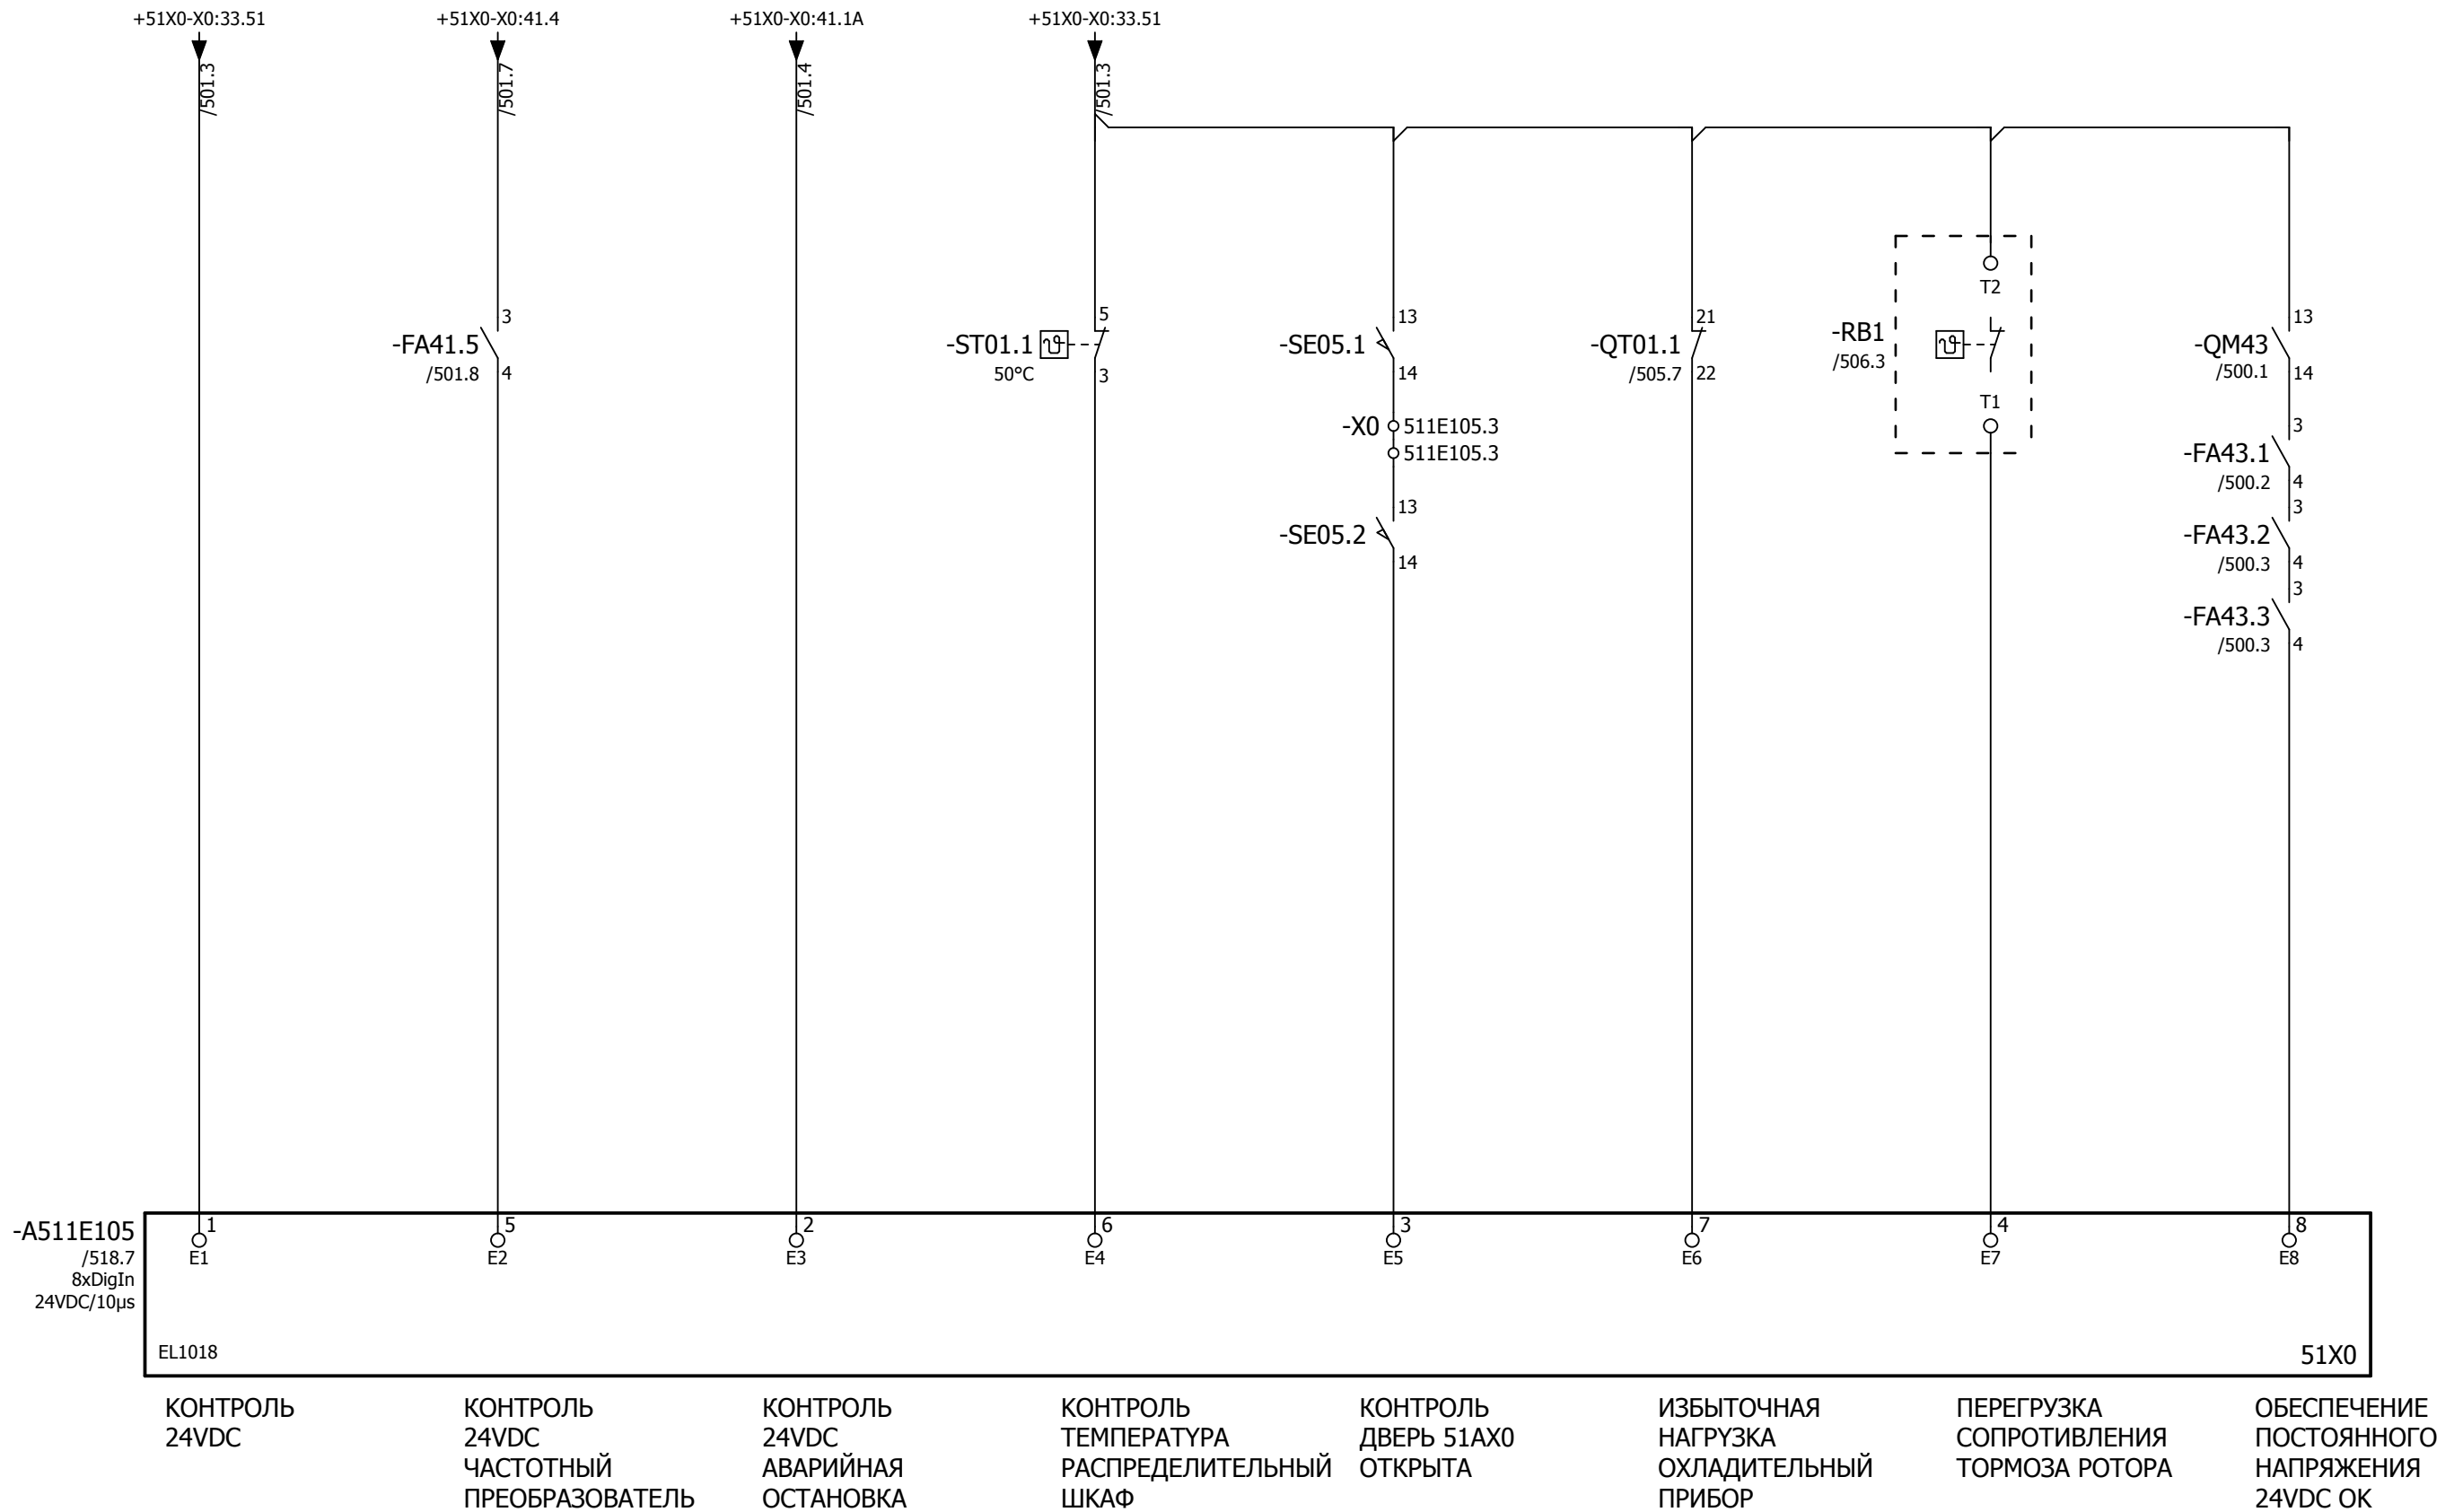 +51X0-X0:33.51
+51X0-X0:41.4
+51X0-X0:41.1A
+51X0-X0:33.51
/501.3
/501.7
/501.4
/501.3
-FA41.5
/501.8
3
4
-ST01.1
50°C
5
3
-SE05.1
13
14
-X0
511E105.3
511E105.3
-SE05.2
13
14
-QT01.1
/505.7
21
22
-RB1
/506.3
T2
T1
-QM43
/500.1
13
14
-FA43.1
/500.2
3
4
-FA43.2
/500.3
3
4
-FA43.3
/500.3
3
4
-A511E105
/518.7
8xDigIn
24VDC/10µs
1
E1
5
E2
2
E3
6
E4
3
E5
7
E6
4
E7
8
E8
EL1018
51X0
КОНТРОЛЬ
24VDC
КОНТРОЛЬ
24VDC
ЧАСТОТНЫЙ
ПРЕОБРАЗОВАТЕЛЬ
КОНТРОЛЬ
24VDC
АВАРИЙНАЯ
ОСТАНОВКА
КОНТРОЛЬ
ТЕМПЕРАТУРА
РАСПРЕДЕЛИТЕЛЬНЫЙ
ШКАФ
КОНТРОЛЬ
ДВЕРЬ 51AX0
ОТКРЫТА
ИЗБЫТОЧНАЯ
НАГРУЗКА
ОХЛАДИТЕЛЬНЫЙ
ПРИБОР
ПЕРЕГРУЗКА
СОПРОТИВЛЕНИЯ
ТОРМОЗА РОТОРА
ОБЕСПЕЧЕНИЕ
ПОСТОЯННОГО
НАПРЯЖЕНИЯ
24VDC OK